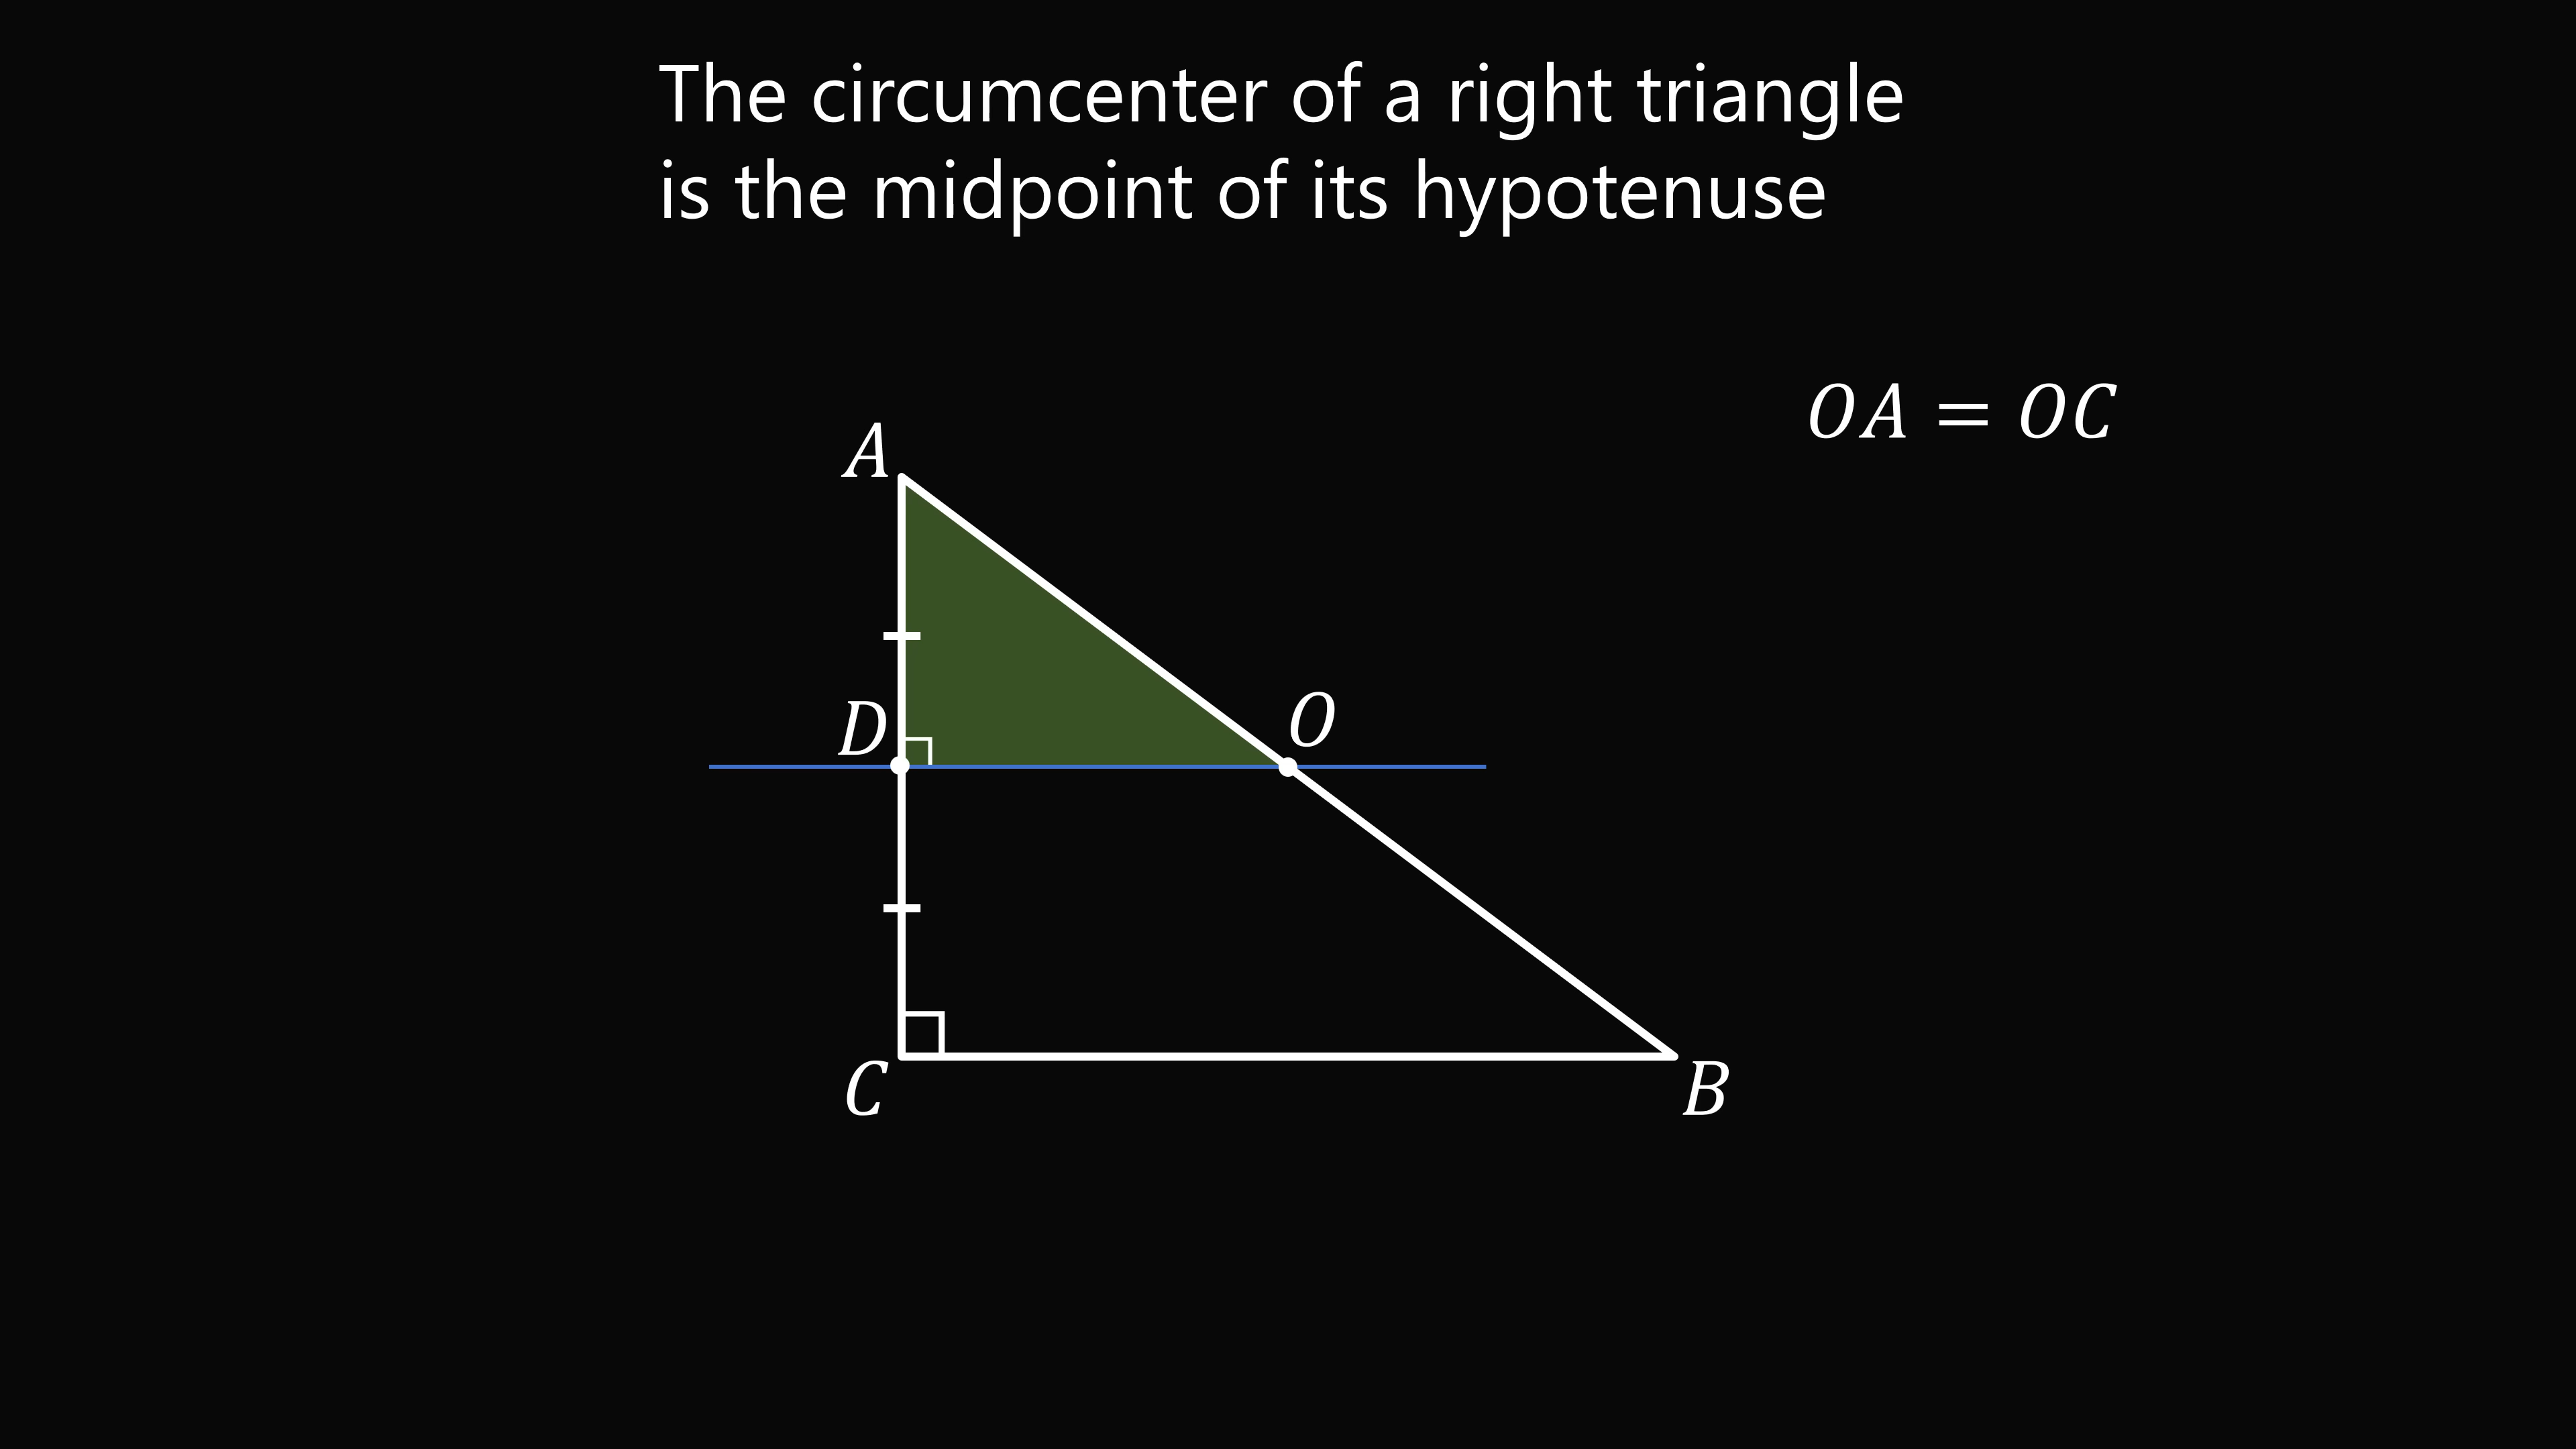 The circumcenter of a right triangle
is the midpoint of its hypotenuse
OA = OC
A
D
O
C
B